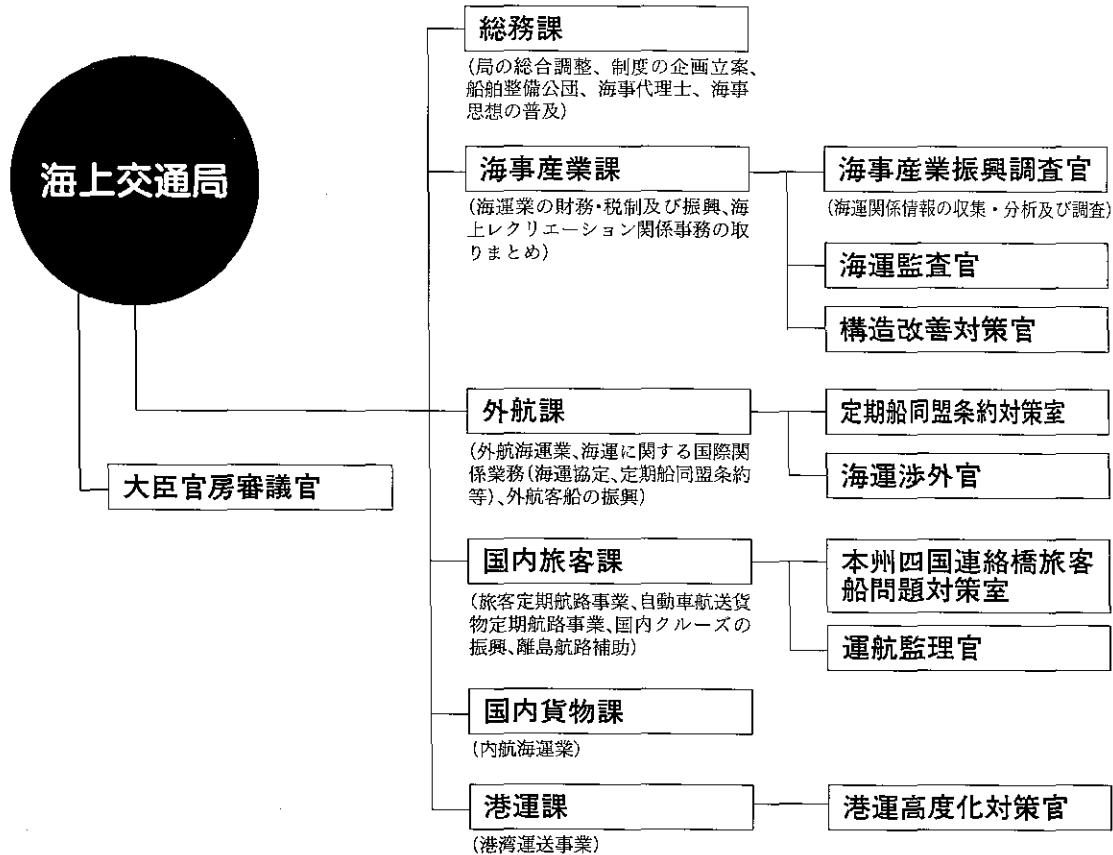 海上交通局
大臣官房審議官
総務課
(局の総合調整、制度の企画立案、
船舶整備公団、海事代理士、海事
思想の普及)
海事産業課
(海運業の財務・税制及び振興、海
上レクリエーション関係事務の取
りまとめ)
海事産業振興調査官
(海運関係情報の収集・分析及び調査)
海運監査官
構造改善対策官
外航課
(外航海運業、海運に関する国際関
係業務(海運協定、定期船同盟条約
等)、外航客船の振興)
定期船同盟条約対策室
海運渉外官
国内旅客課
(旅客定期航路事業、自動車航送貨
物定期航路事業、国内クルーズの
振興、離島航路補助)
本州四国連絡橋旅客
船問題対策室
運航監理官
国内貨物課
(内航海運業)
港運課
(港湾運送事業)
港運高度化対策官